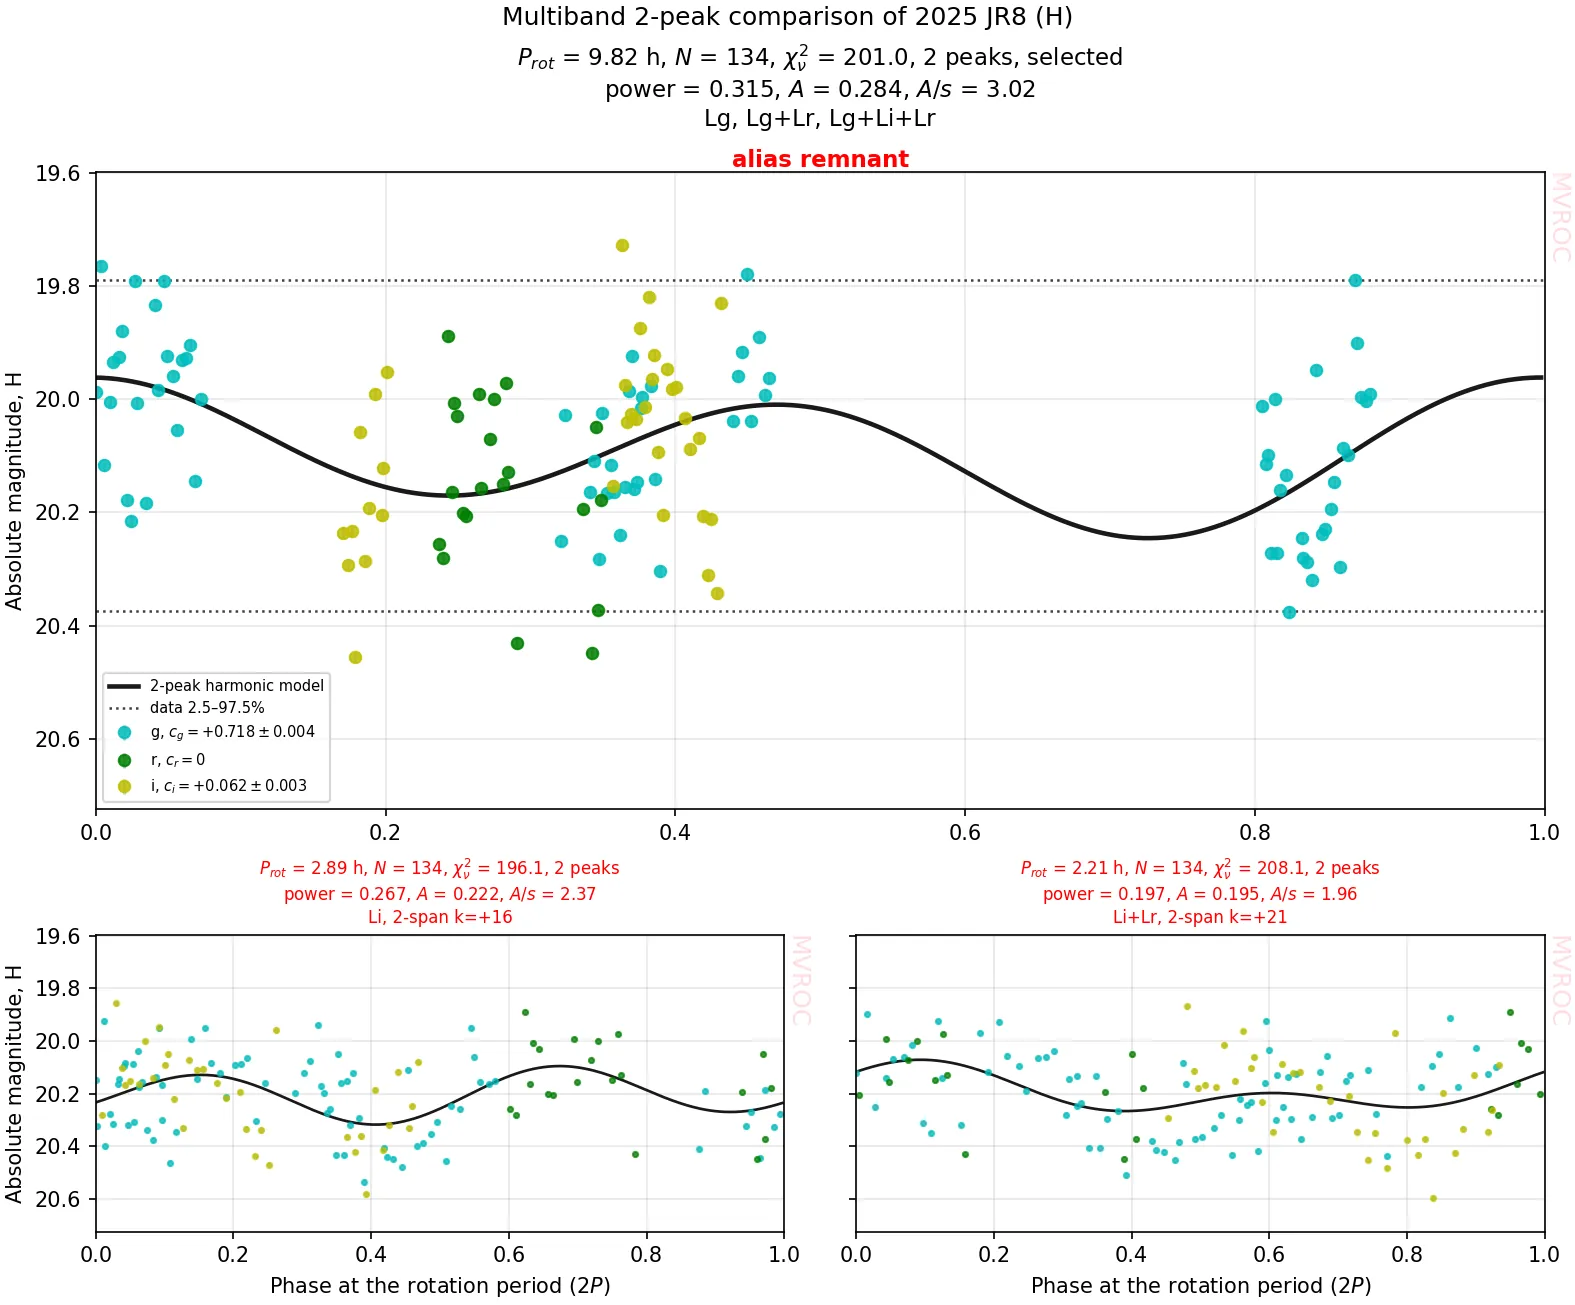 Multiband 2-peak comparison of 2025 JR8 (H)
P_rot = 9.82 h, N = 134, χ²_ν = 201.0, 2 peaks, selected
power = 0.315, A = 0.284, A/s = 3.02
Lg, Lg+Lr, Lg+Li+Lr
alias remnant
MVROC
Absolute magnitude, H
19.6
19.8
20.0
20.2
20.4
20.6
2-peak harmonic model
data 2.5–97.5%
g, c_g = +0.718 ± 0.004
r, c_r = 0
i, c_i = +0.062 ± 0.003
0.0 0.2 0.4 0.6 0.8 1.0
P_rot = 2.89 h, N = 134, χ²_ν = 196.1, 2 peaks
power = 0.267, A = 0.222, A/s = 2.37
Li, 2-span k=+16
MVROC
Absolute magnitude, H
19.6
19.8
20.0
20.2
20.4
20.6
0.0 0.2 0.4 0.6 0.8 1.0
Phase at the rotation period (2P)
P_rot = 2.21 h, N = 134, χ²_ν = 208.1, 2 peaks
power = 0.197, A = 0.195, A/s = 1.96
Li+Lr, 2-span k=+21
MVROC
0.0 0.2 0.4 0.6 0.8 1.0
Phase at the rotation period (2P)